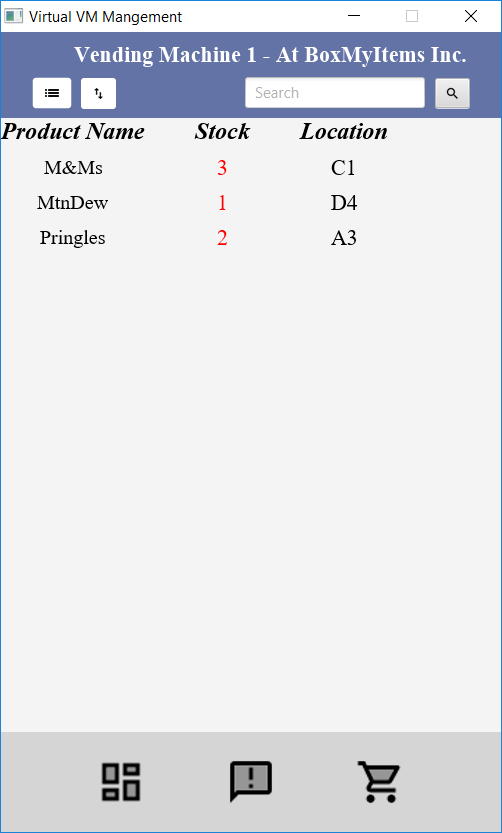 Virtual VM Mangement
Vending Machine 1 - At BoxMyItems Inc.
Search
Product Name Stock Location
M&Ms 3 C1
MtnDew 1 D4
Pringles 2 A3